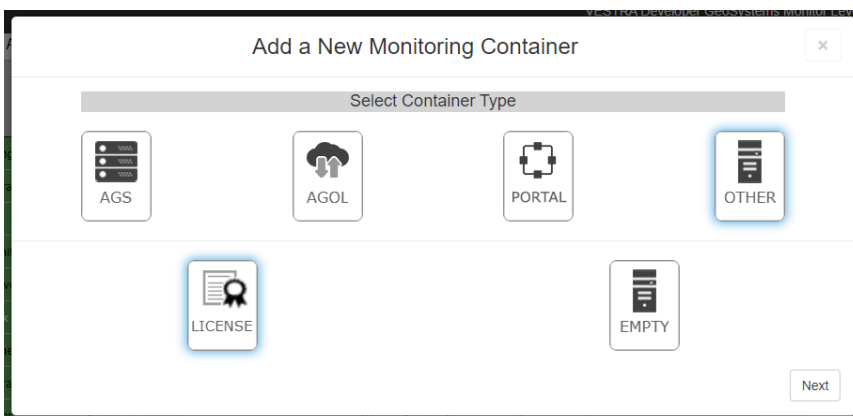 VESTRA Developer GeoSystems Monitor Lev
Add a New Monitoring Container
×
Select Container Type
AGS
AGOL
PORTAL
OTHER
LICENSE
EMPTY
Next